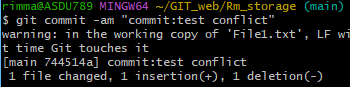 rimma@ASDU789 MINGW64 ~/GIT_web/Rm_storage (main)
$ git commit -am "commit:test conflict"
warning: in the working copy of 'File1.txt', LF wi
t time Git touches it
[main 744514a] commit:test conflict
 1 file changed, 1 insertion(+), 1 deletion(-)